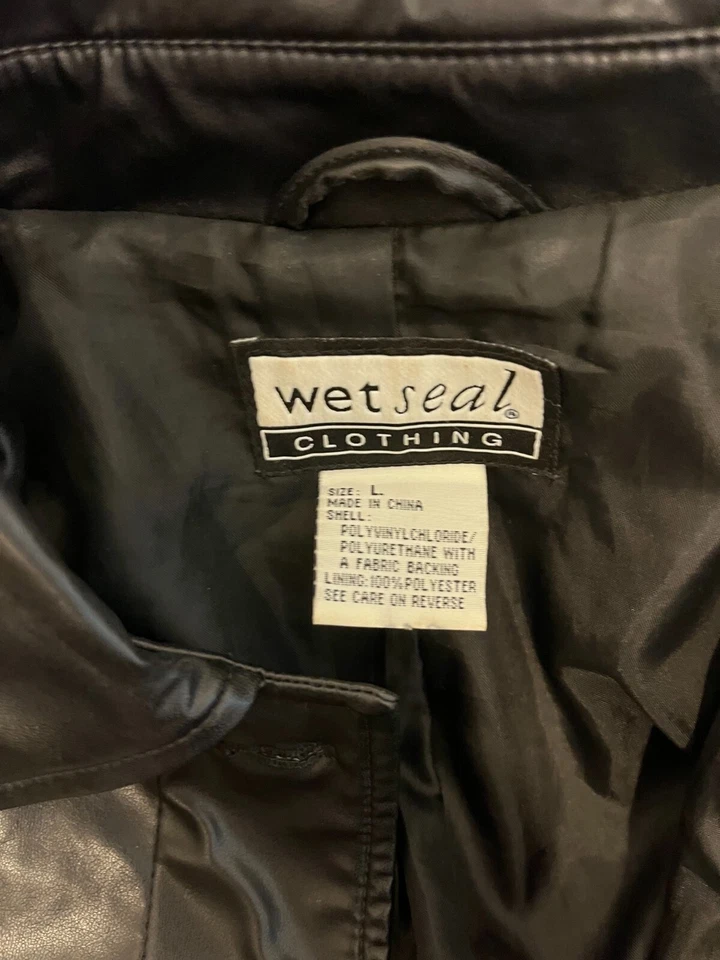 wet seal®
CLOTHING
SIZE: L.
MADE IN CHINA
SHELL:
POLYVINYLCHLORIDE/
POLYURETHANE WITH
A FABRIC BACKING
LINING:100%POLYESTER
SEE CARE ON REVERSE